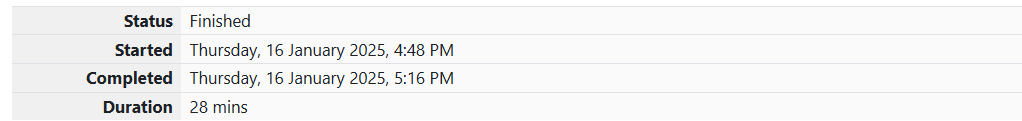 Status Finished
Started Thursday, 16 January 2025, 4:48 PM
Completed Thursday, 16 January 2025, 5:16 PM
Duration 28 mins